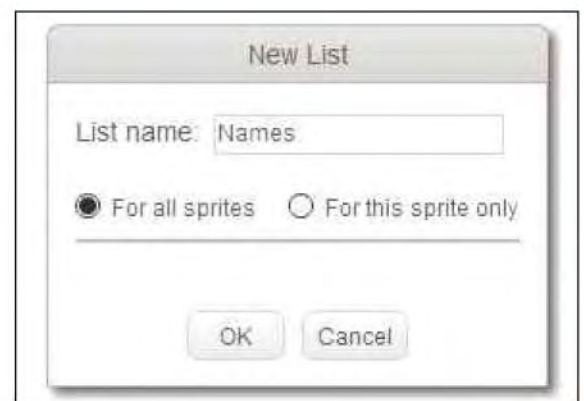 New List
List name: Names
For all sprites For this sprite only
OK Cancel